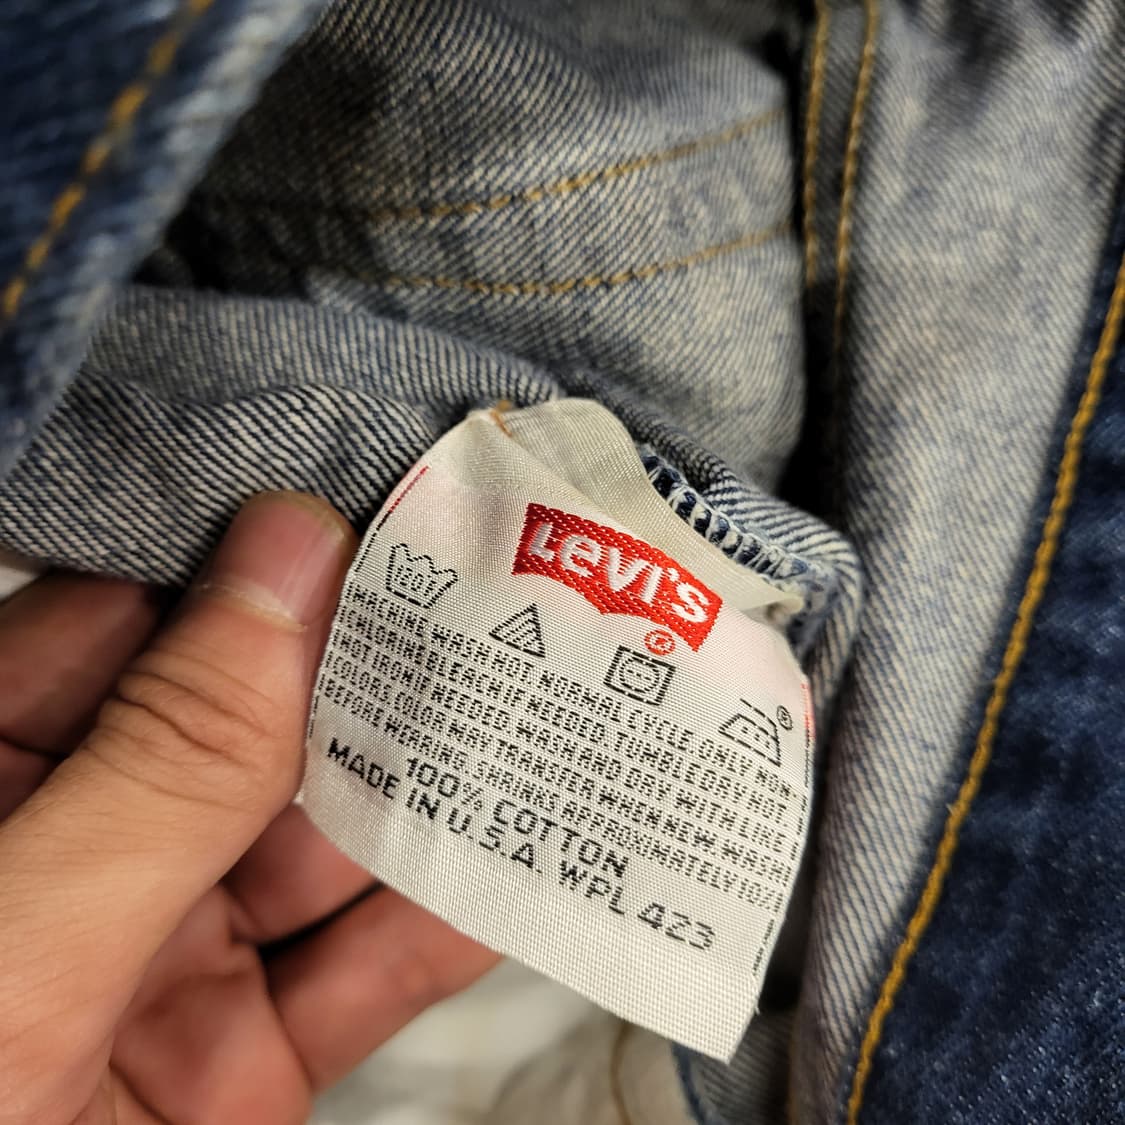 Levi's
®
60Y
®
MACHINE WASH HOT, NORMAL CYCLE. ONLY NON-
CHLORINE BLEACH IF NEEDED. TUMBLE DRY HOT.
HOT IRON IF NEEDED. WASH AND DRY WITH LIKE
COLORS. COLOR MAY TRANSFER WHEN NEW. WASH
BEFORE WEARING. SHRINKS APPROXIMATELY 10%
100% COTTON
MADE IN U.S.A. WPL 423